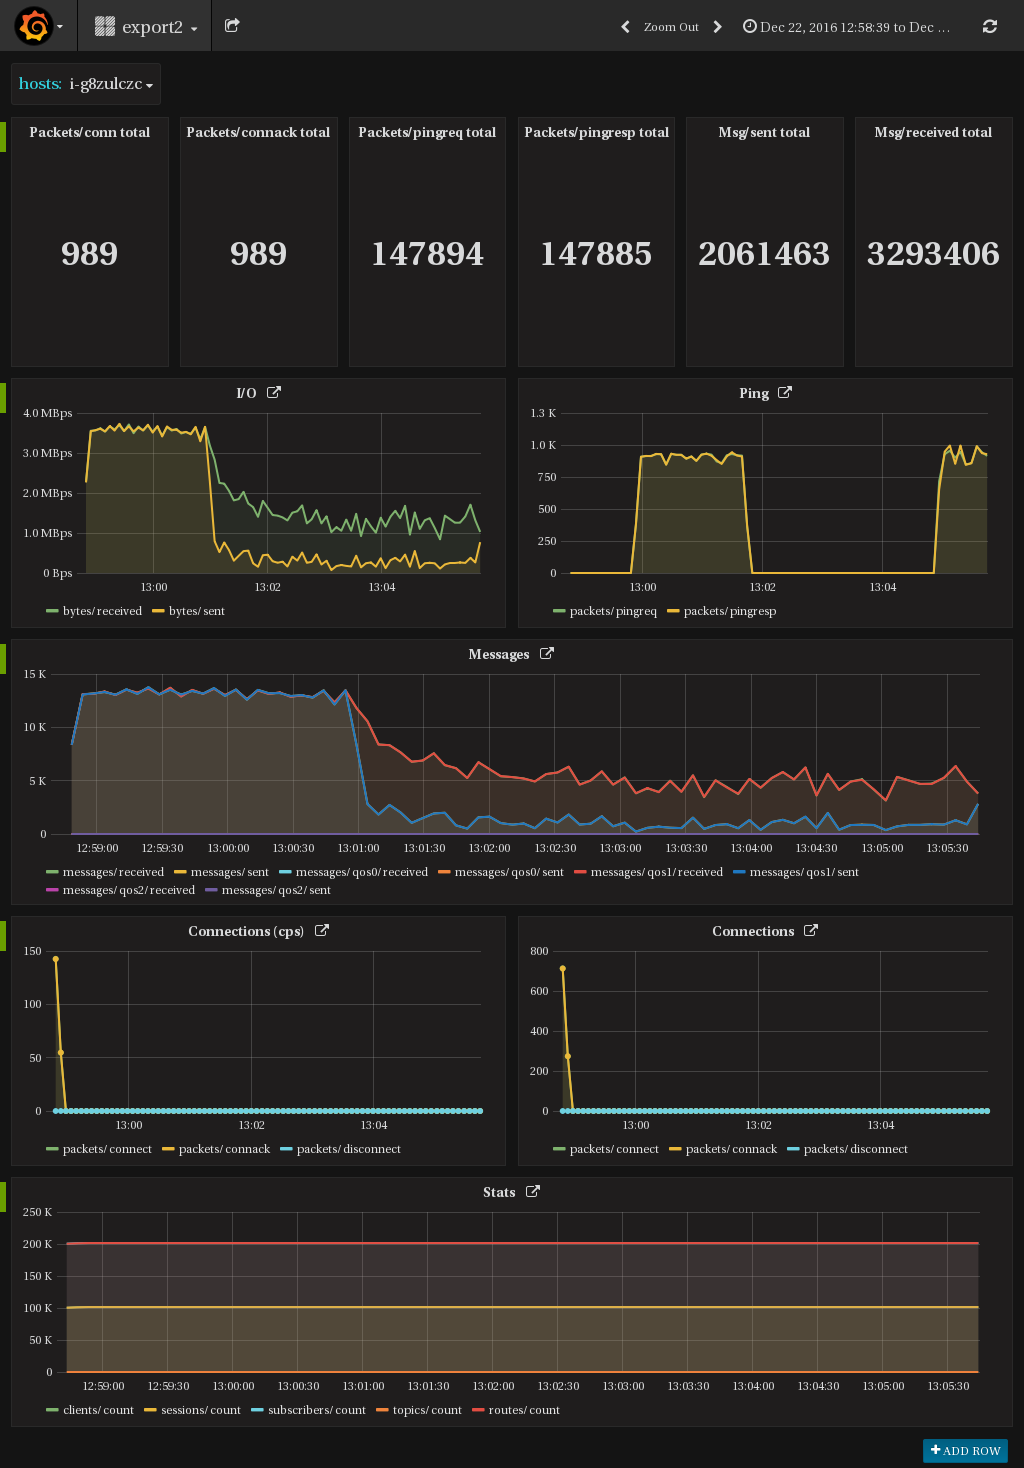 export2
Zoom Out
Dec 22, 2016 12:58:39 to Dec ...
hosts: i-g8zulczc
Packets/conn total
989
Packets/connack total
989
Packets/pingreq total
147894
Packets/pingresp total
147885
Msg/sent total
2061463
Msg/received total
3293406
I/O
4.0 MBps
3.0 MBps
2.0 MBps
1.0 MBps
0 Bps
13:00 13:02 13:04
bytes/received bytes/sent
Ping
1.3 K
1.0 K
750
500
250
0
13:00 13:02 13:04
packets/pingreq packets/pingresp
Messages
15 K
10 K
5 K
0
12:59:00 12:59:30 13:00:00 13:00:30 13:01:00 13:01:30 13:02:00 13:02:30 13:03:00 13:03:30 13:04:00 13:04:30 13:05:00 13:05:30
messages/received messages/sent messages/qos0/received messages/qos0/sent messages/qos1/received messages/qos1/sent
messages/qos2/received messages/qos2/sent
Connections (cps)
150
100
50
0
13:00 13:02 13:04
packets/connect packets/connack packets/disconnect
Connections
800
600
400
200
0
13:00 13:02 13:04
packets/connect packets/connack packets/disconnect
Stats
250 K
200 K
150 K
100 K
50 K
0
12:59:00 12:59:30 13:00:00 13:00:30 13:01:00 13:01:30 13:02:00 13:02:30 13:03:00 13:03:30 13:04:00 13:04:30 13:05:00 13:05:30
clients/count sessions/count subscribers/count topics/count routes/count
ADD ROW